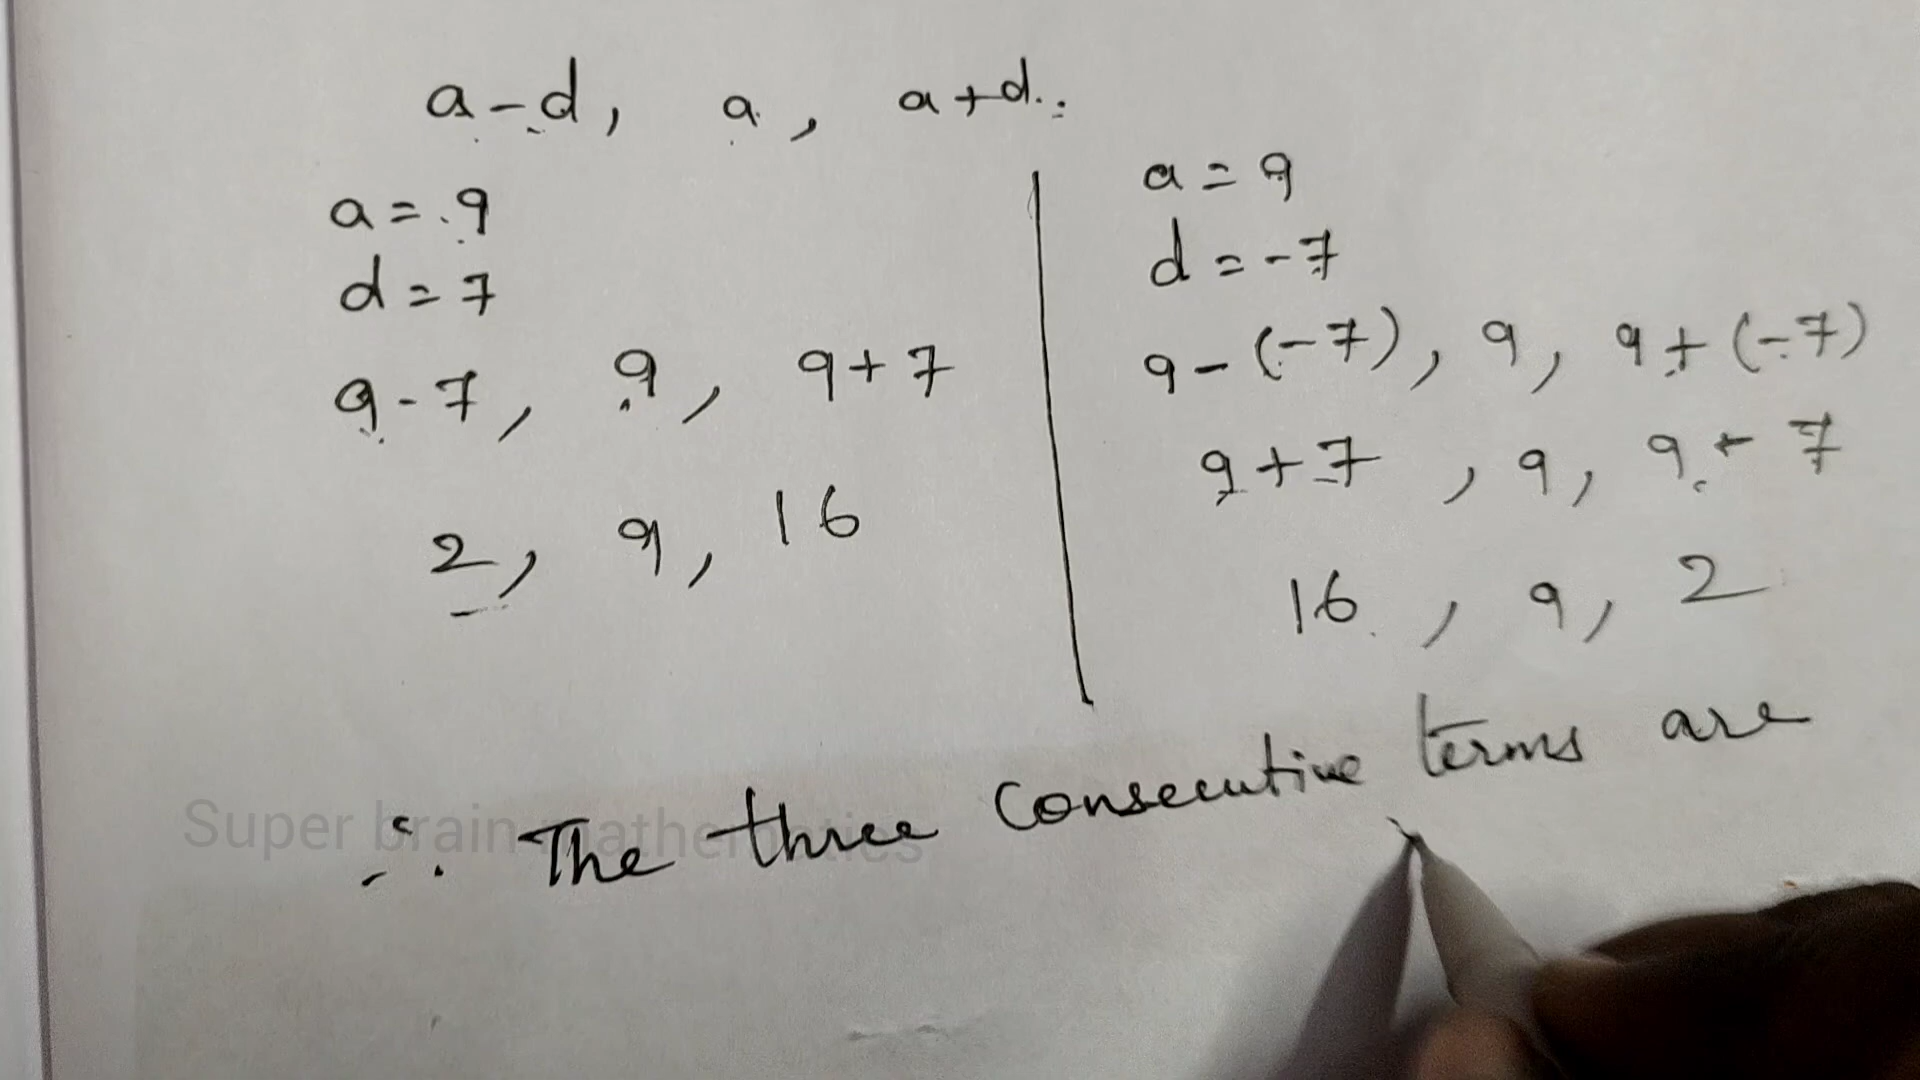 a-d, a, a+d.
a = 9
d = 7
9-7, 9, 9+7
2, 9, 16
a = 9
d = -7
9-(-7), 9, 9+(-7)
9+7, 9, 9-7
16, 9, 2
∴ The three consecutive terms are
Super brain mathematics